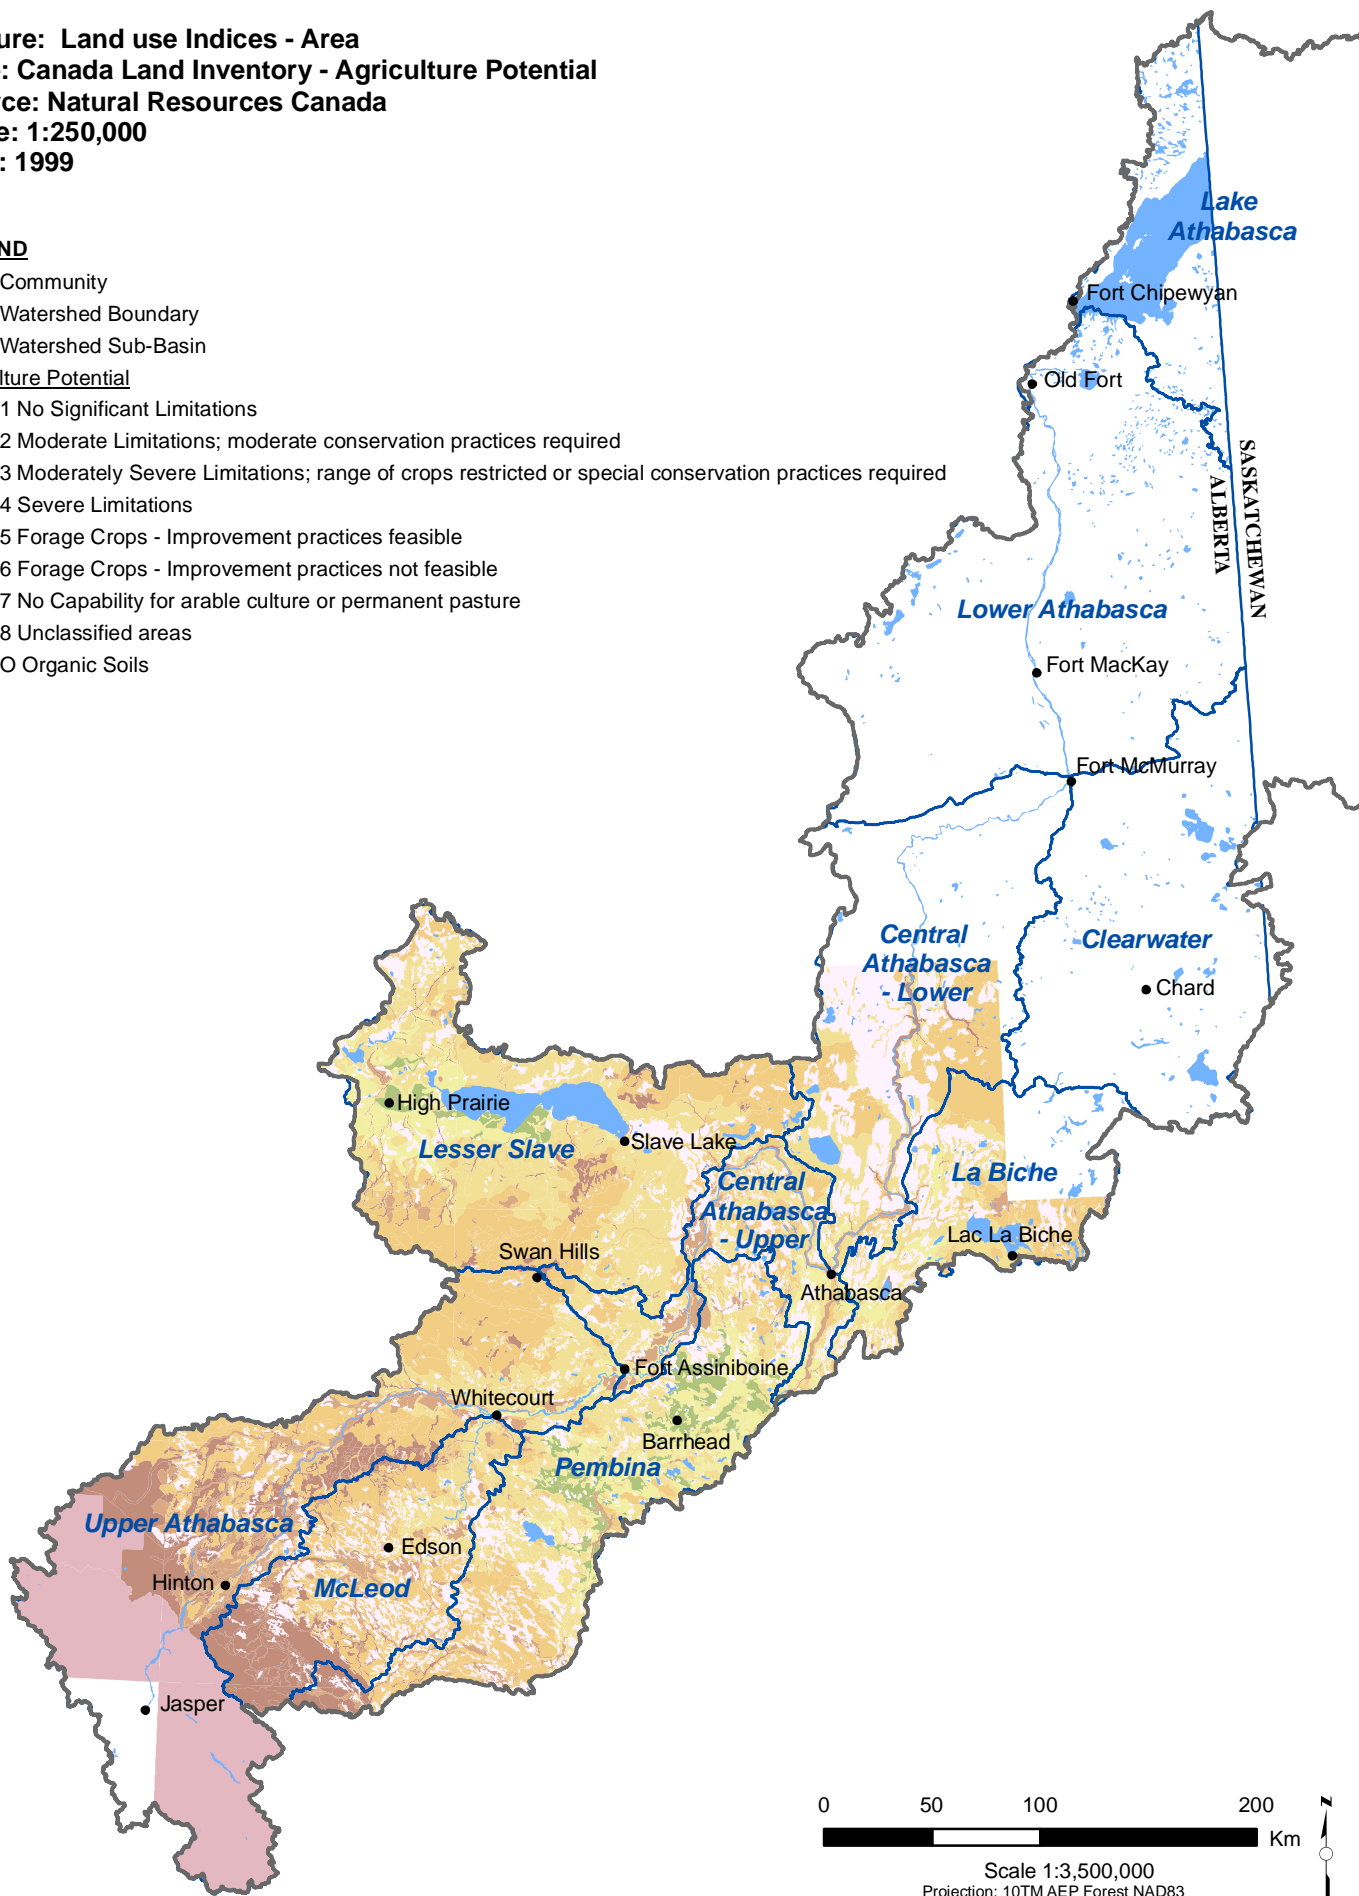 ure: Land use Indices - Area
e: Canada Land Inventory - Agriculture Potential
rce: Natural Resources Canada
e: 1:250,000
: 1999
ND
Community
Watershed Boundary
Watershed Sub-Basin
lture Potential
1 No Significant Limitations
2 Moderate Limitations; moderate conservation practices required
3 Moderately Severe Limitations; range of crops restricted or special conservation practices required
4 Severe Limitations
5 Forage Crops - Improvement practices feasible
6 Forage Crops - Improvement practices not feasible
7 No Capability for arable culture or permanent pasture
8 Unclassified areas
O Organic Soils
Lake
Athabasca
Fort Chipewyan
Old Fort
SASKATCHEWAN
ALBERTA
Lower Athabasca
Fort MacKay
Fort McMurray
Central
Athabasca
- Lower
Clearwater
Chard
High Prairie
Lesser Slave
Slave Lake
Central
Athabasca
- Upper
La Biche
Lac La Biche
Swan Hills
Athabasca
Fort Assiniboine
Whitecourt
Barrhead
Pembina
Upper Athabasca
Edson
Hinton
McLeod
Jasper
0 50 100 200
Km
N
Scale 1:3,500,000
Projection: 10TM AEP Forest NAD83